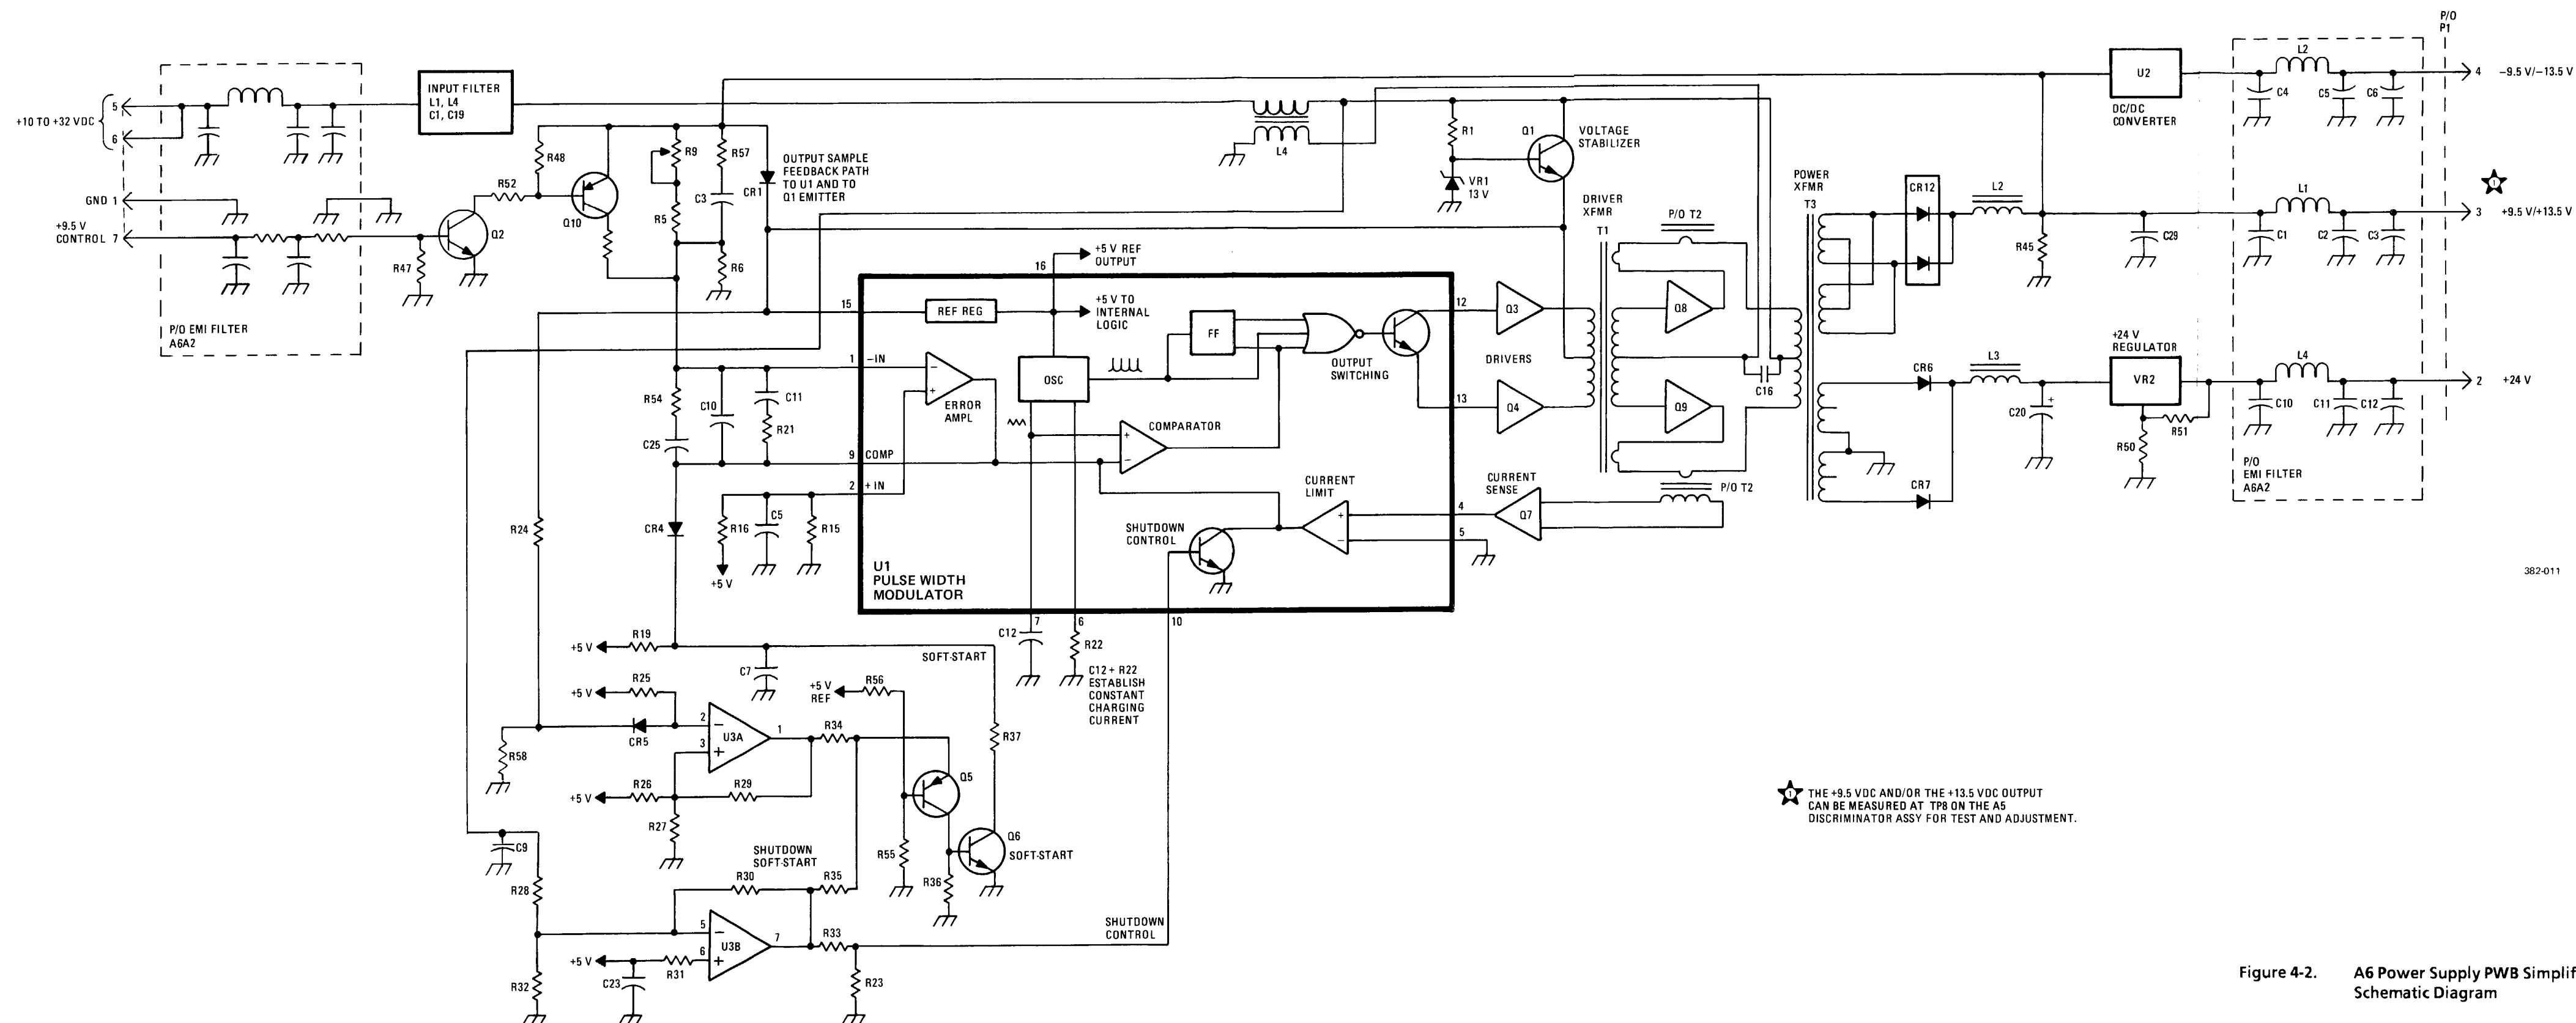 P/O
P1
+10 TO +32 VDC
5
6
GND 1
+9.5 V
CONTROL 7
P/O EMI FILTER
A6A2
INPUT FILTER
L1, L4
C1, C19
R52
R48
Q10
Q2
R47
R9
R5
R57
C3
CR1
R6
OUTPUT SAMPLE
FEEDBACK PATH
TO U1 AND TO
Q1 EMITTER
L4
R1
VR1
13 V
Q1
VOLTAGE
STABILIZER
DRIVER
XFMR
T1
P/O T2
POWER
XFMR
T3
CR12
L2
R45
U2
DC/DC
CONVERTER
C29
L2
C4
C5
C6
4
−9.5 V/−13.5 V
L1
C1
C2
C3
1
3
+9.5 V/+13.5 V
16
+5 V REF
OUTPUT
15
REF REG
+5 V TO
INTERNAL
LOGIC
FF
OSC
OUTPUT
SWITCHING
12
13
Q3
DRIVERS
Q4
Q8
Q9
C16
CR6
L3
C20
+
+24 V
REGULATOR
VR2
R51
R50
L4
C10
C11
C12
2
+24 V
P/O
EMI FILTER
A6A2
CR7
1
−IN
−
+
ERROR
AMPL
R54
C10
C11
R21
C25
9
COMP
COMPARATOR
+
−
2
+ IN
CURRENT
LIMIT
+
−
4
5
CURRENT
SENSE
Q7
P/O T2
R24
CR4
R16
C5
R15
+5 V
SHUTDOWN
CONTROL
U1
PULSE WIDTH
MODULATOR
382-011
C12
7
6
R22
10
C12 + R22
ESTABLISH
CONSTANT
CHARGING
CURRENT
+5 V
R19
C7
SOFT-START
+5 V
R25
+5 V
REF
R56
CR5
2
−
3
+
U3A
1
R34
R37
R58
+5 V
R26
R29
R27
Q5
Q6
SOFT-START
R55
R36
C9
SHUTDOWN
SOFT-START
R28
R30
R35
5
−
6
+
U3B
7
R33
SHUTDOWN
CONTROL
+5 V
R31
C23
R32
R23
1
THE +9.5 VDC AND/OR THE +13.5 VDC OUTPUT
CAN BE MEASURED AT TP8 ON THE A5
DISCRIMINATOR ASSY FOR TEST AND ADJUSTMENT.
Figure 4-2. A6 Power Supply PWB Simplif
Schematic Diagram